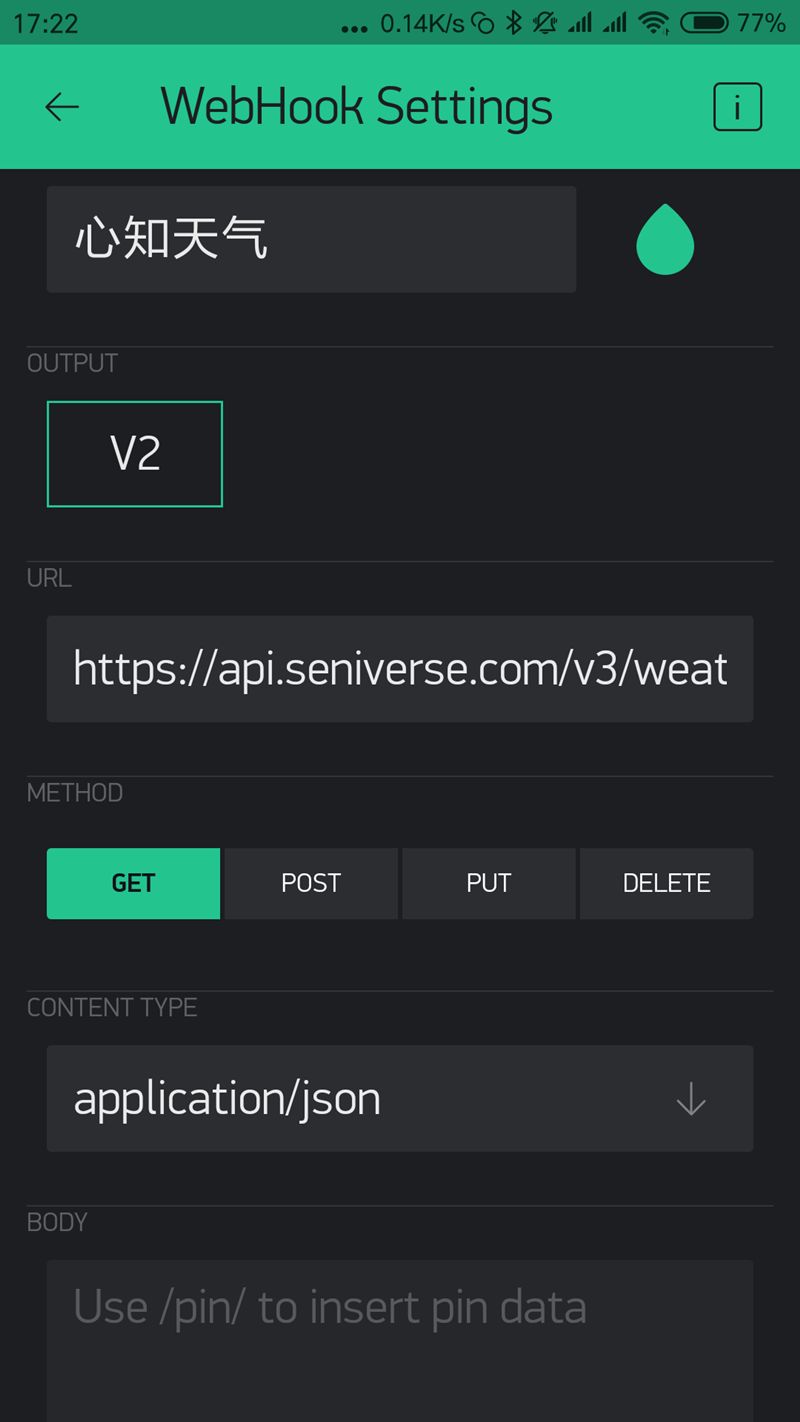 17:22 ... 0.14K/s 77%
WebHook Settings i
心知天气
OUTPUT
V2
URL
https://api.seniverse.com/v3/weat
METHOD
GET POST PUT DELETE
CONTENT TYPE
application/json
BODY
Use /pin/ to insert pin data